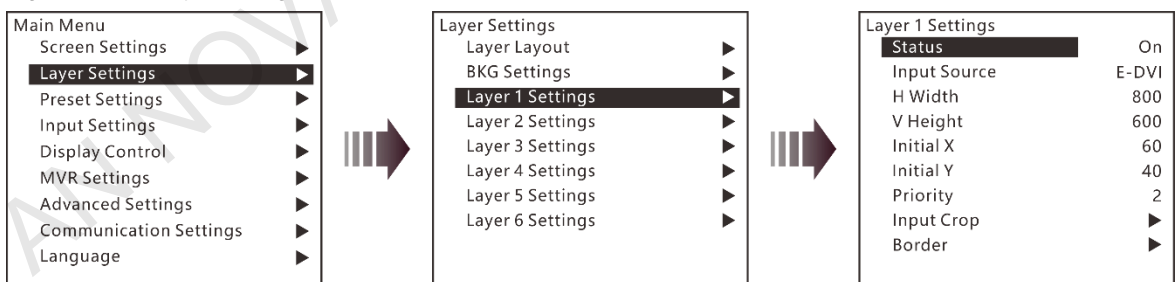 Main Menu
Screen Settings
Layer Settings
Preset Settings
Input Settings
Display Control
MVR Settings
Advanced Settings
Communication Settings
Language
Layer Settings
Layer Layout
BKG Settings
Layer 1 Settings
Layer 2 Settings
Layer 3 Settings
Layer 4 Settings
Layer 5 Settings
Layer 6 Settings
Layer 1 Settings
Status On
Input Source E-DVI
H Width 800
V Height 600
Initial X 60
Initial Y 40
Priority 2
Input Crop
Border